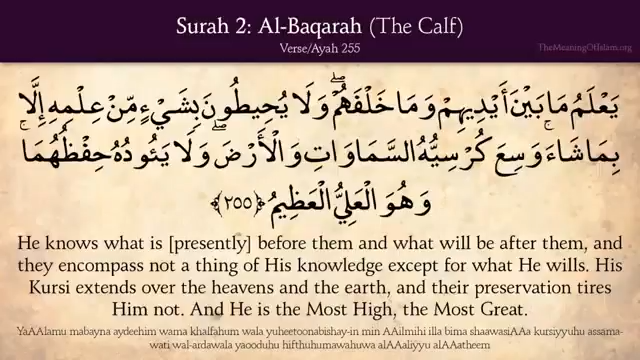 Surah 2: Al-Baqarah (The Calf)
Verse/Ayah 255
TheMeaningOfIslam.org
يَعْلَمُ مَا بَيْنَ أَيْدِيهِمْ وَمَا خَلْفَهُمْ ۖ وَلَا يُحِيطُونَ بِشَيْءٍ مِّنْ عِلْمِهِ إِلَّا
بِمَا شَاءَ ۚ وَسِعَ كُرْسِيُّهُ السَّمَاوَاتِ وَالْأَرْضَ ۖ وَلَا يَئُودُهُ حِفْظُهُمَا ۚ
وَهُوَ الْعَلِيُّ الْعَظِيمُ ﴿٢٥٥﴾
He knows what is [presently] before them and what will be after them, and
they encompass not a thing of His knowledge except for what He wills. His
Kursi extends over the heavens and the earth, and their preservation tires
Him not. And He is the Most High, the Most Great.
YaAAlamu mabayna aydeehim wama khalfahum wala yuheetoonabishay-in min AAilmihi illa bima shaawasiAAa kursiyyuhu assama-
wati wal-ardawala yaooduhu hifthuhumawahuwa alAAaliyyu alAAatheem